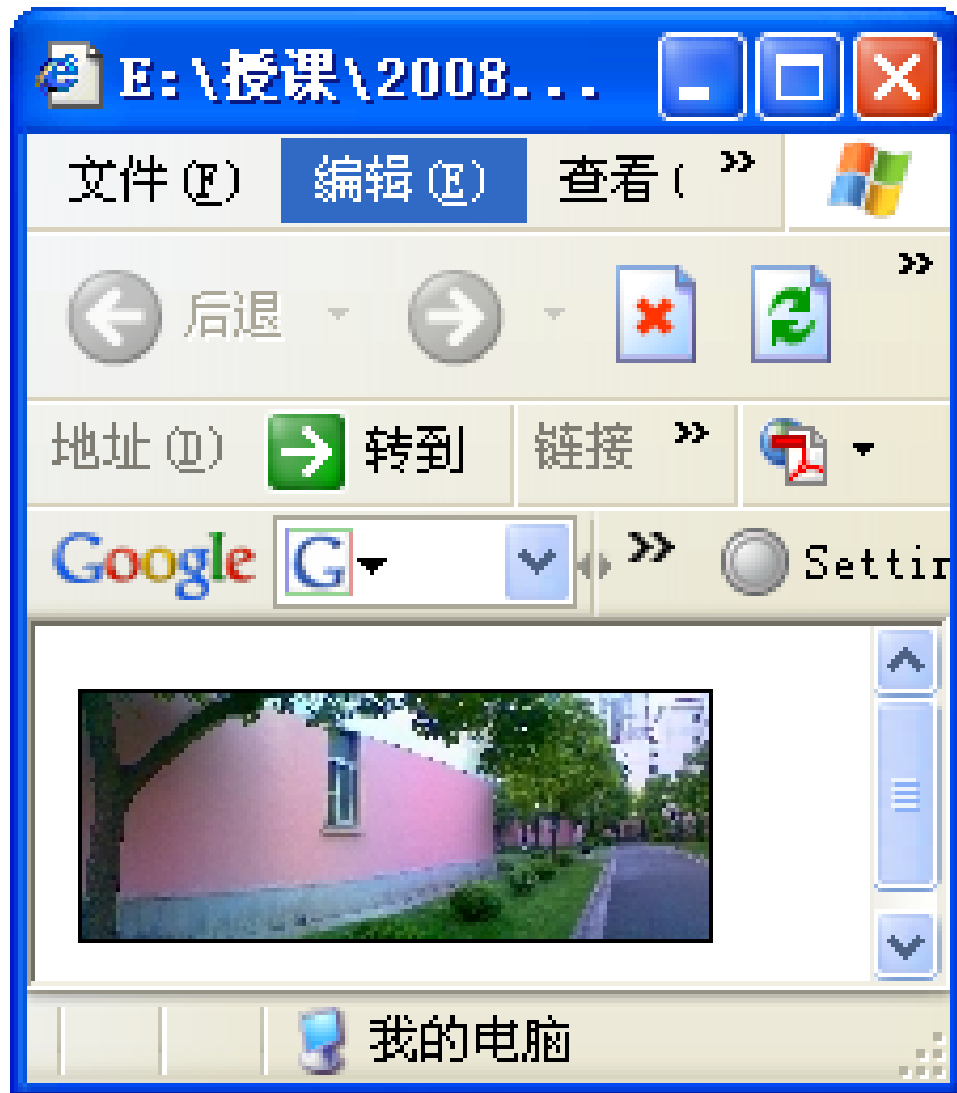 E:\授课\2008...
文件(F) 编辑(E) 查看( »
后退 »
地址(D) 转到 链接 »
Google G » Settin
我的电脑